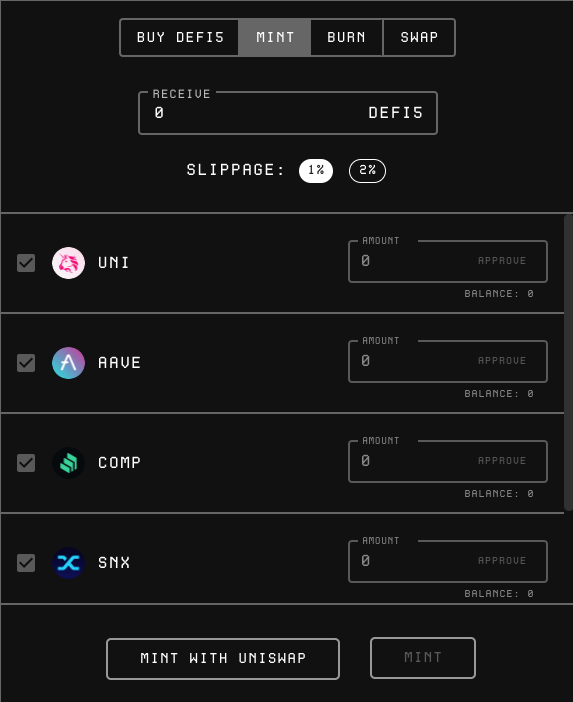 BUY DEFI5 MINT BURN SWAP
RECEIVE
0 DEFI5
SLIPPAGE: 1% 2%
AMOUNT
UNI 0 APPROVE
BALANCE: 0
AMOUNT
AAVE 0 APPROVE
BALANCE: 0
AMOUNT
COMP 0 APPROVE
BALANCE: 0
AMOUNT
SNX 0 APPROVE
BALANCE: 0
MINT WITH UNISWAP MINT